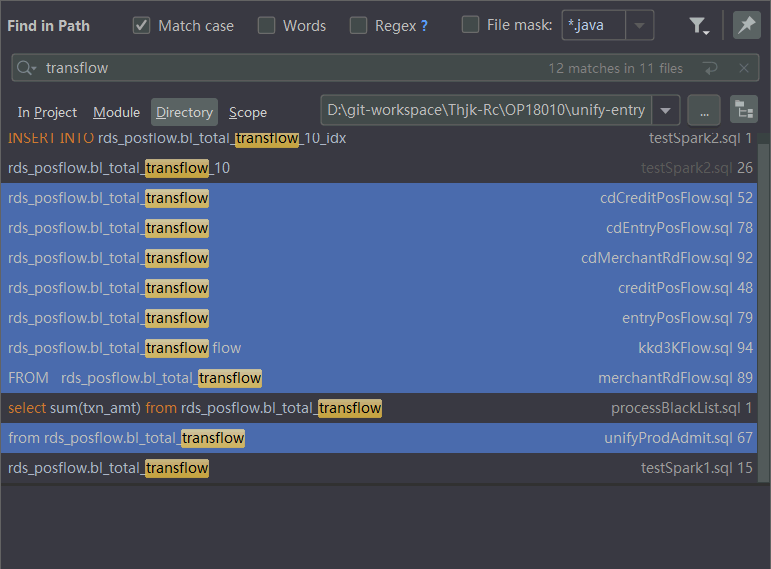 Find in Path Match case Words Regex ? File mask: *.java
transflow 12 matches in 11 files
In Project Module Directory Scope D:\git-workspace\Thjk-Rc\OP18010\unify-entry ...
INSERT INTO rds_posflow.bl_total_transflow_10_idx testSpark2.sql 1
rds_posflow.bl_total_transflow_10 testSpark2.sql 26
rds_posflow.bl_total_transflow cdCreditPosFlow.sql 52
rds_posflow.bl_total_transflow cdEntryPosFlow.sql 78
rds_posflow.bl_total_transflow cdMerchantRdFlow.sql 92
rds_posflow.bl_total_transflow creditPosFlow.sql 48
rds_posflow.bl_total_transflow entryPosFlow.sql 79
rds_posflow.bl_total_transflow flow kkd3KFlow.sql 94
FROM rds_posflow.bl_total_transflow merchantRdFlow.sql 89
select sum(txn_amt) from rds_posflow.bl_total_transflow processBlackList.sql 1
from rds_posflow.bl_total_transflow unifyProdAdmit.sql 67
rds_posflow.bl_total_transflow testSpark1.sql 15